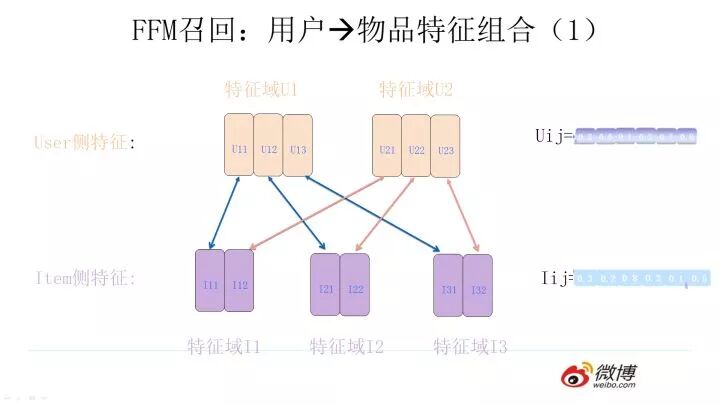 FFM召回：用户→物品特征组合（1）
特征域U1 特征域U2
User侧特征:
U11 U12 U13 U21 U22 U23
Uij=
Item侧特征:
I11 I12 I21 I22 I31 I32
Iij=
特征域I1 特征域I2 特征域I3
微博
weibo.com